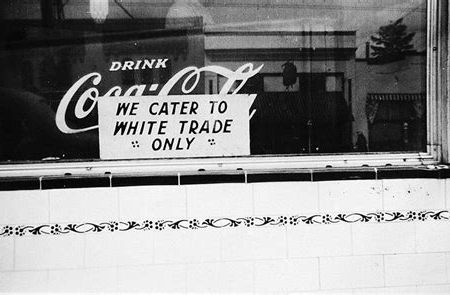 DRINK
Coca-Cola
WE CATER TO
WHITE TRADE
ONLY